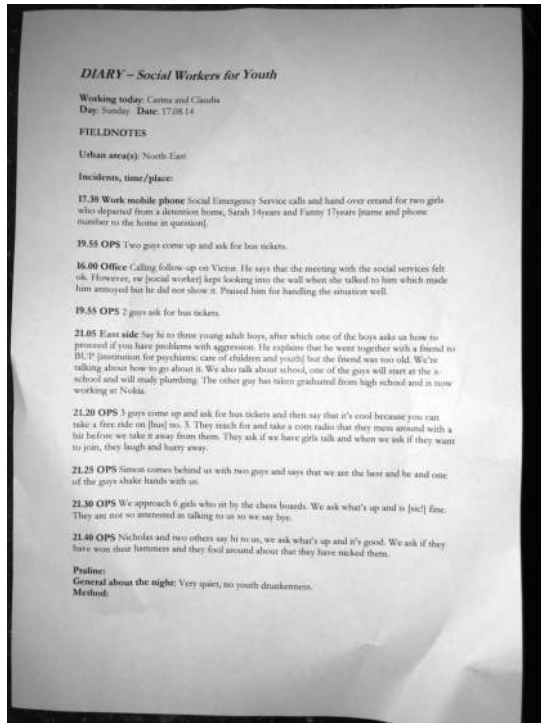 DIARY – Social Workers for Youth
Working today: Carina and Claudia
Day: Sunday Date: 17.08.14
FIELDNOTES
Urban area(s): North-East
Incidents, time/place:
17.30 Work mobile phone Social Emergency Service calls and hand over errand for two girls
who departed from a detention home, Sarah 14years and Fanny 17years [name and phone
number to the home in question].
19.55 OPS Two guys come up and ask for bus tickets.
16.00 Office Calling follow-up on Victor. He says that the meeting with the social services felt
ok. However, sw [social worker] kept looking into the wall when she talked to him which made
him annoyed but he did not show it. Praised him for handling the situation well.
19.55 OPS 2 guys ask for bus tickets.
21.05 East side Say hi to three young adult boys, after which one of the boys asks us how to
proceed if you have problems with aggression. He explains that he went together with a friend to
BUP [institution for psychiatric care of children and youth] but the friend was too old. We're
talking about how to go about it. We also talk about school, one of the guys will start at the x-
school and will study plumbing. The other guy has taken graduated from high school and is now
working at Nokia.
21.20 OPS 3 guys come up and ask for bus tickets and then say that it's cool because you can
take a free ride on [bus] no. 3. They reach for and take a com radio that they mess around with a
bit before we take it away from them. They ask if we have girls talk and when we ask if they want
to join, they laugh and hurry away.
21.25 OPS Simon comes behind us with two guys and says that we are the best and he and one
of the guys shake hands with us.
21.30 OPS We approach 6 girls who sit by the chess boards. We ask what's up and is [sic!] fine.
They are not so interested in talking to us so we say bye.
21.40 OPS Nicholas and two others say hi to us, we ask what's up and it's good. We ask if they
have won their hammers and they fool around about that they have nicked them.
Praline:
General about the night: Very quiet, no youth drunkenness.
Method: